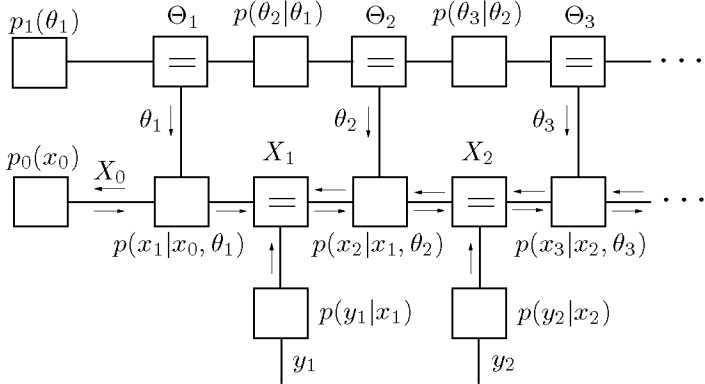 p₁(θ₁) Θ₁ p(θ₂|θ₁) Θ₂ p(θ₃|θ₂) Θ₃
= = = ···
θ₁ θ₂ θ₃
p₀(x₀) X₀ X₁ X₂
= = ···
p(x₁|x₀, θ₁) p(x₂|x₁, θ₂) p(x₃|x₂, θ₃)
p(y₁|x₁) p(y₂|x₂)
y₁ y₂